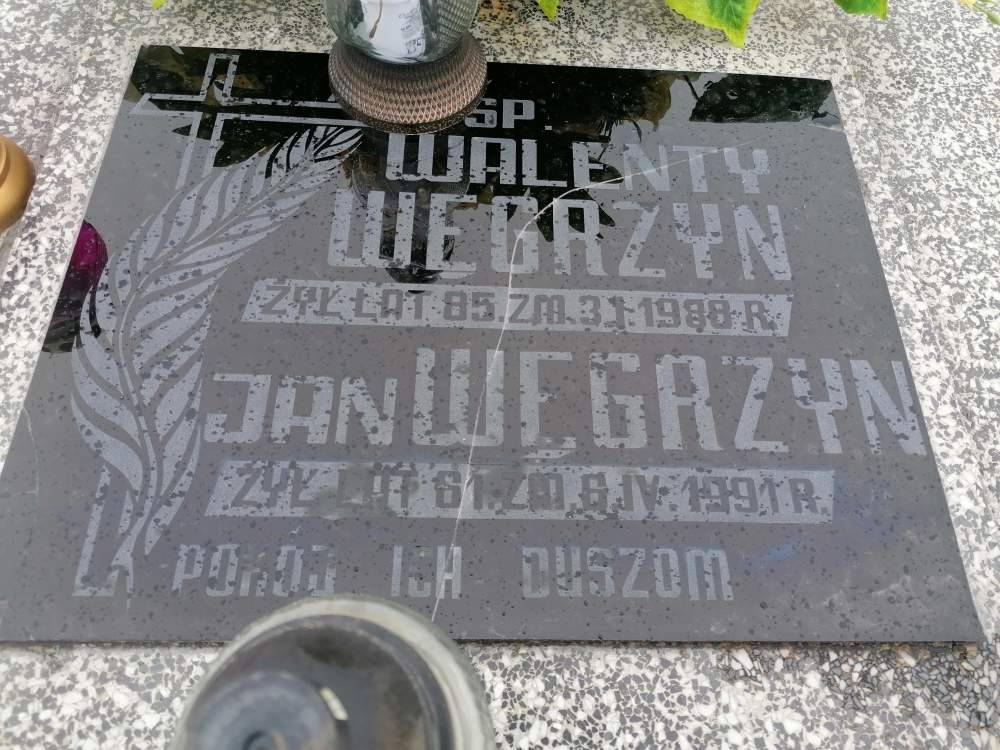 ŚP.
WALENTY
WĘGRZYN
ŻYŁ LAT 85.ZM.3.I.1988 R.
JAN WĘGRZYN
ŻYŁ LAT 61.ZM.6.IV.1991 R.
POKÓJ ICH DUSZOM